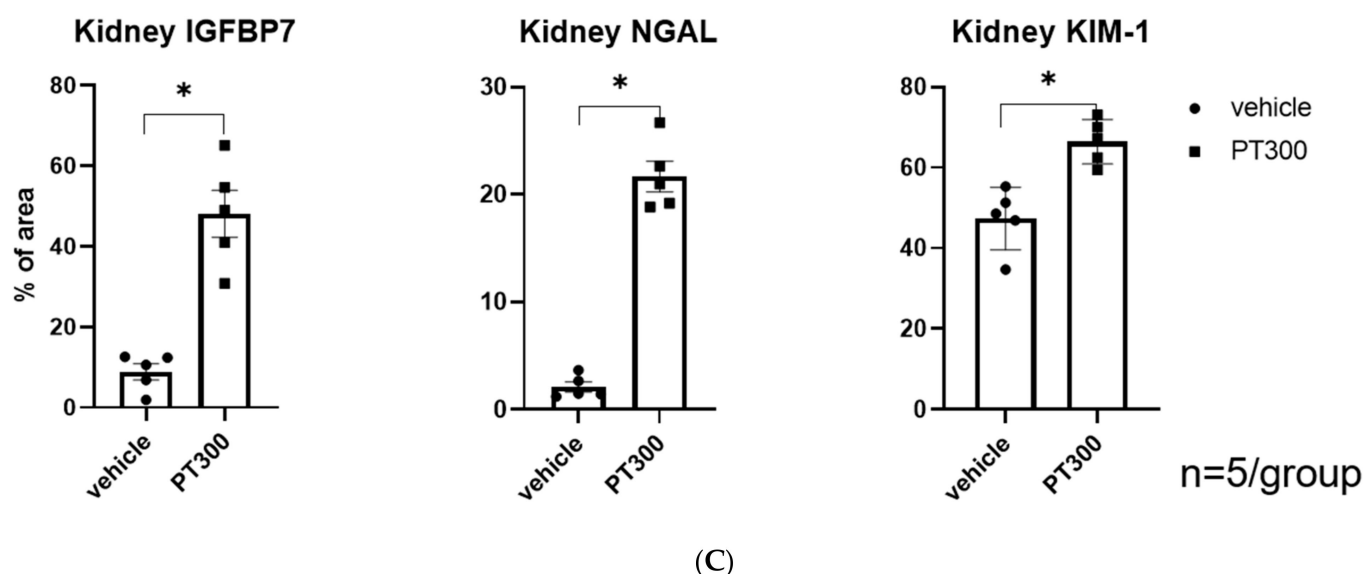 Kidney IGFBP7
Kidney NGAL
Kidney KIM-1
% of area
80
60
40
20
0
*
vehicle
PT300
30
20
10
0
*
vehicle
PT300
80
60
40
20
0
*
vehicle
PT300
vehicle
PT300
n=5/group
(C)